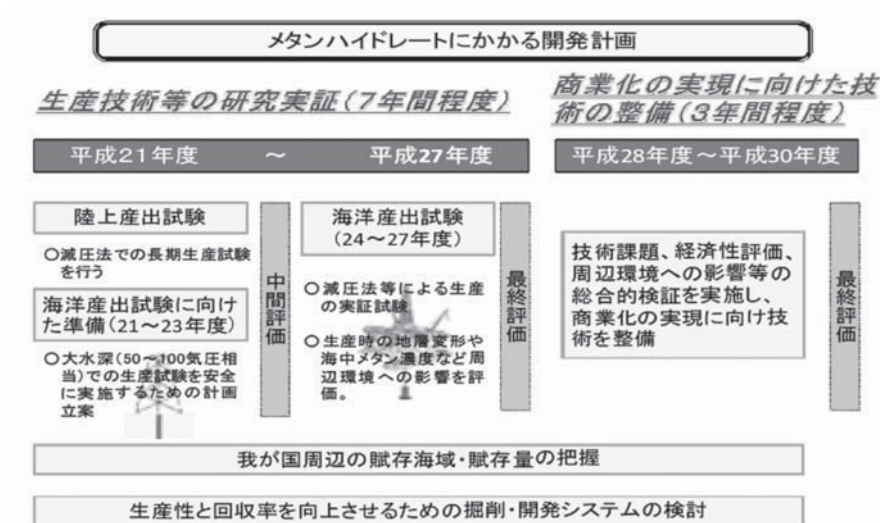 メタンハイドレートにかかる開発計画
生産技術等の研究実証(7年間程度)
商業化の実現に向けた技
術の整備(3年間程度)
平成21年度 ～ 平成27年度
平成28年度～平成30年度
陸上産出試験
○減圧法での長期生産試験
を行う
海洋産出試験に向け
た準備(21～23年度)
○大水深(50～100気圧相
当)での生産試験を安全
に実施するための計画
立案
中間評価
海洋産出試験
(24～27年度)
○減圧法等による生産
の実証試験
○生産時の地層変形や
海中メタン濃度など周
辺環境への影響を評
価。
最終評価
技術課題、経済性評価、
周辺環境への影響等の
総合的検証を実施し、
商業化の実現に向け技
術を整備
最終評価
我が国周辺の賦存海域・賦存量の把握
生産性と回収率を向上させるための掘削・開発システムの検討